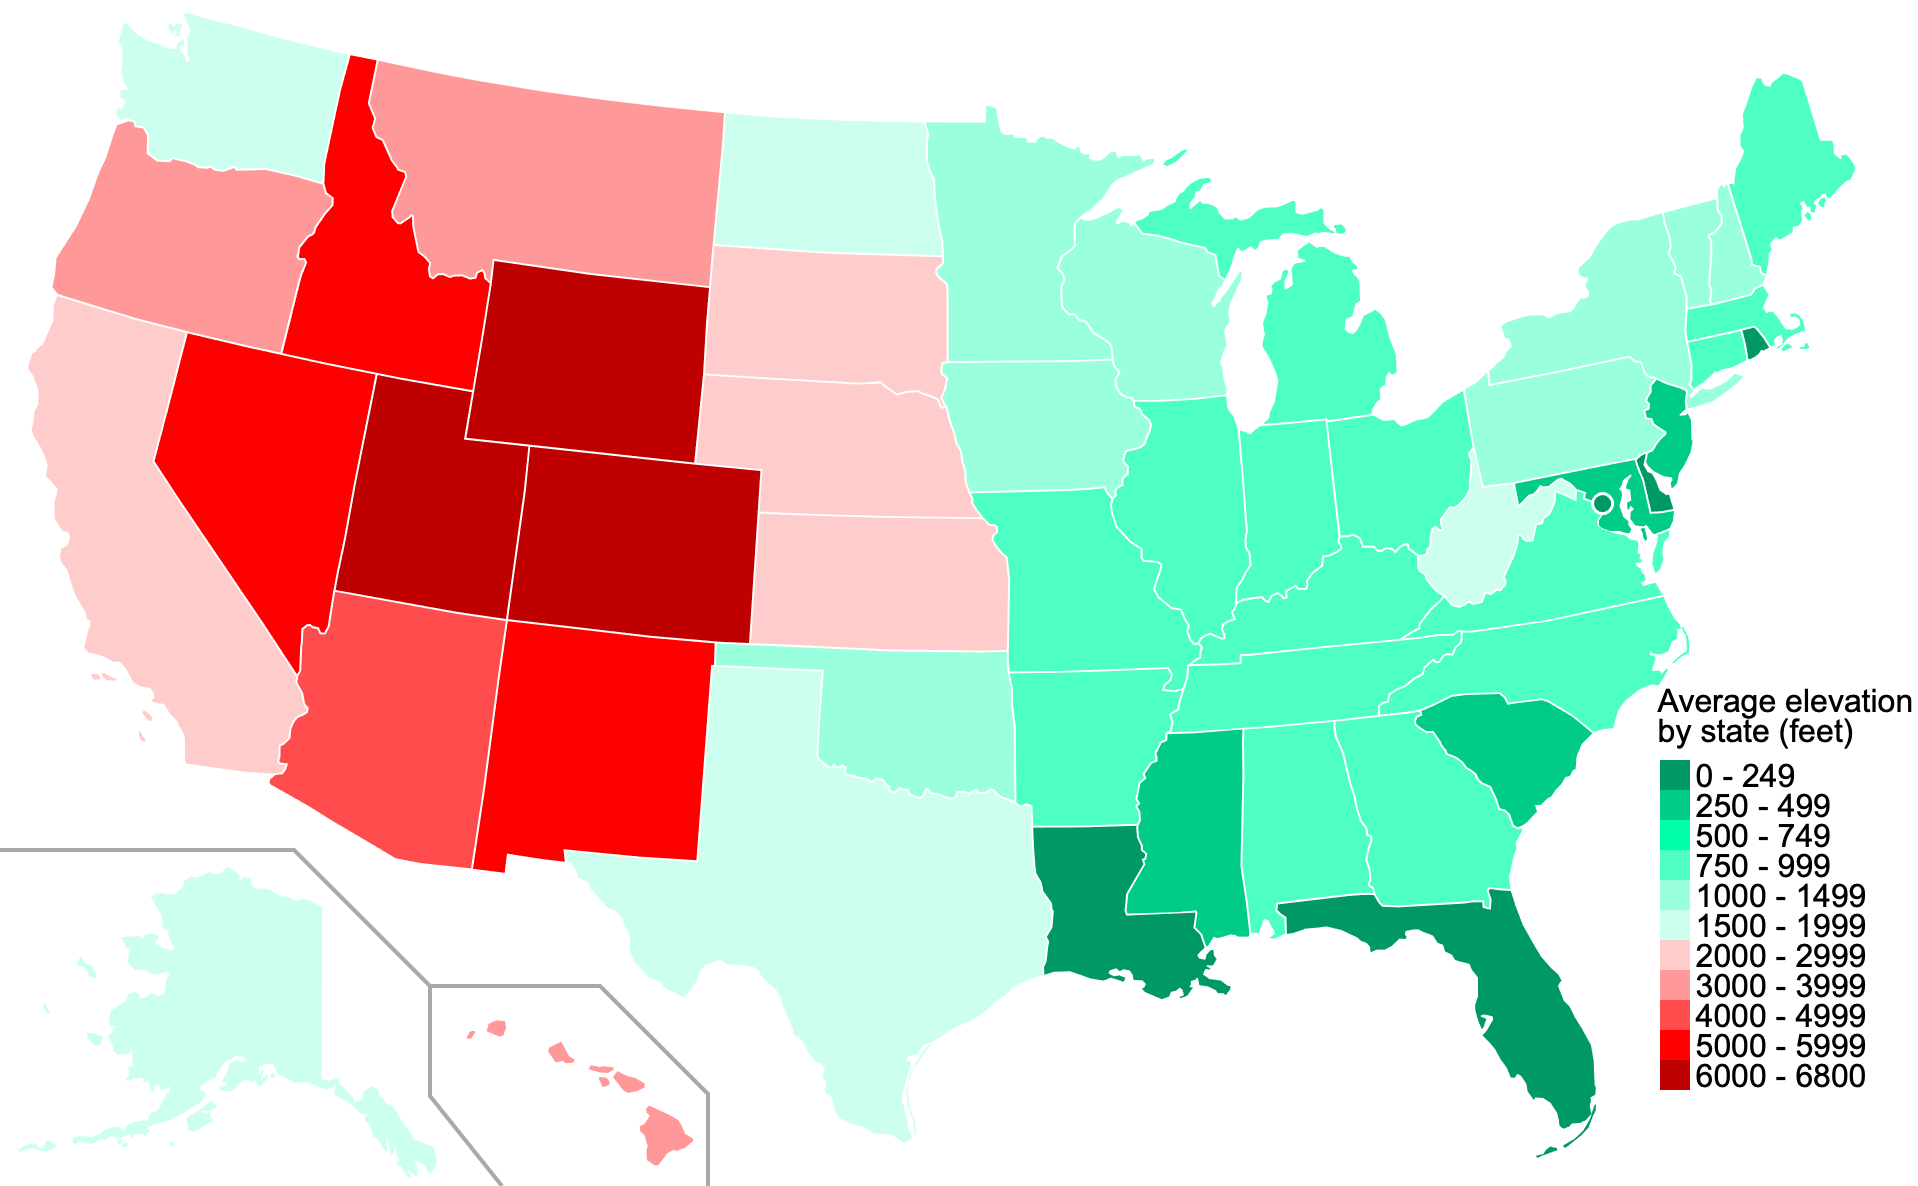 Average elevation
by state (feet)
0 - 249
250 - 499
500 - 749
750 - 999
1000 - 1499
1500 - 1999
2000 - 2999
3000 - 3999
4000 - 4999
5000 - 5999
6000 - 6800